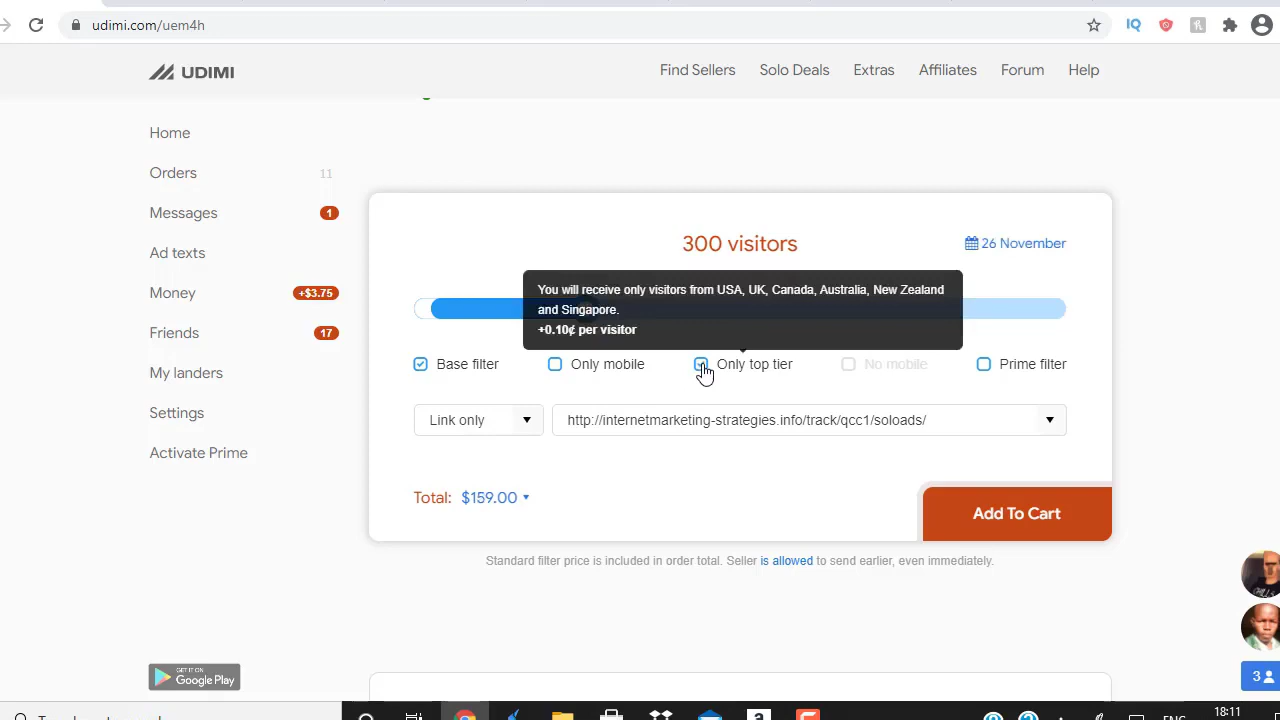 udimi.com/uem4h
IQ
UDIMI
Find Sellers
Solo Deals
Extras
Affiliates
Forum
Help
Home
Orders
11
Messages
1
Ad texts
Money
+$3.75
Friends
17
My landers
Settings
Activate Prime
300 visitors
26 November
You will receive only visitors from USA, UK, Canada, Australia, New Zealand
and Singapore.
+0.10¢ per visitor
Base filter
Only mobile
Only top tier
No mobile
Prime filter
Link only
http://internetmarketing-strategies.info/track/qcc1/soloads/
Total: $159.00
Add To Cart
Standard filter price is included in order total. Seller is allowed to send earlier, even immediately.
GET IT ON
Google Play
3
18:11